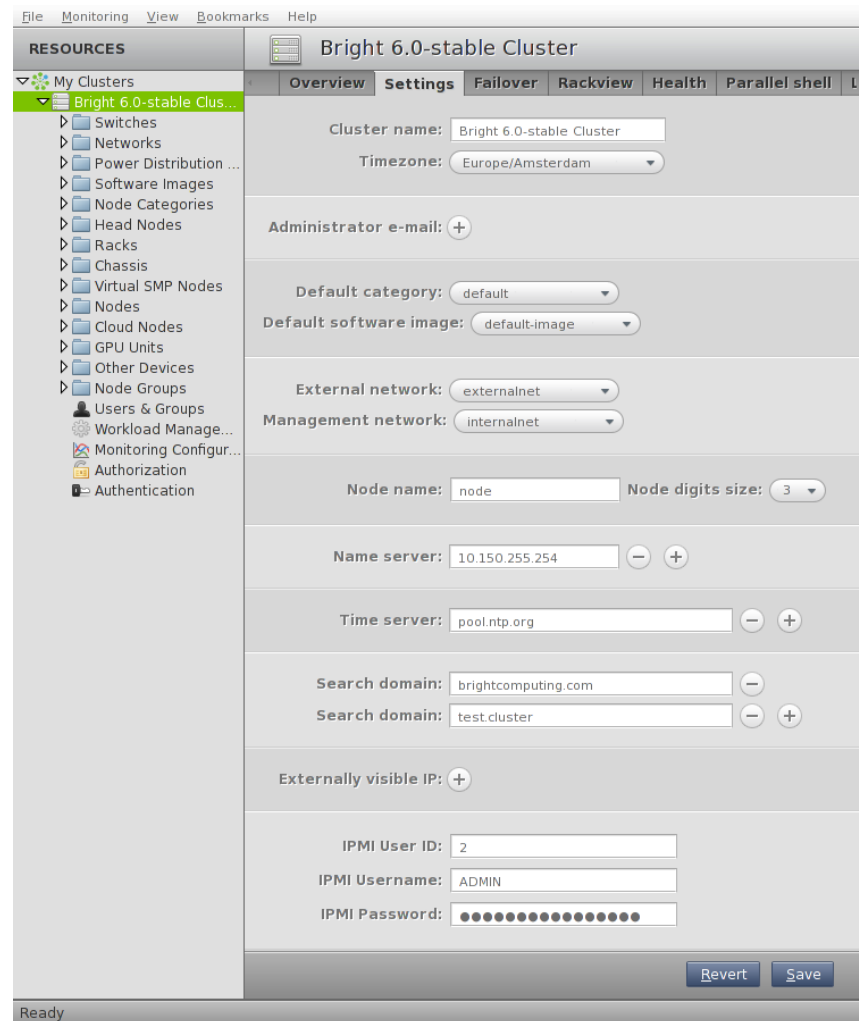 File Monitoring View Bookmarks Help
RESOURCES
My Clusters
Bright 6.0-stable Clus...
Switches
Networks
Power Distribution ...
Software Images
Node Categories
Head Nodes
Racks
Chassis
Virtual SMP Nodes
Nodes
Cloud Nodes
GPU Units
Other Devices
Node Groups
Users & Groups
Workload Manage...
Monitoring Configur...
Authorization
Authentication
Bright 6.0-stable Cluster
Overview Settings Failover Rackview Health Parallel shell L
Cluster name: Bright 6.0-stable Cluster
Timezone: Europe/Amsterdam
Administrator e-mail:
Default category: default
Default software image: default-image
External network: externalnet
Management network: internalnet
Node name: node Node digits size: 3
Name server: 10.150.255.254
Time server: pool.ntp.org
Search domain: brightcomputing.com
Search domain: test.cluster
Externally visible IP:
IPMI User ID: 2
IPMI Username: ADMIN
IPMI Password: ●●●●●●●●●●●●●●●●
Revert Save
Ready